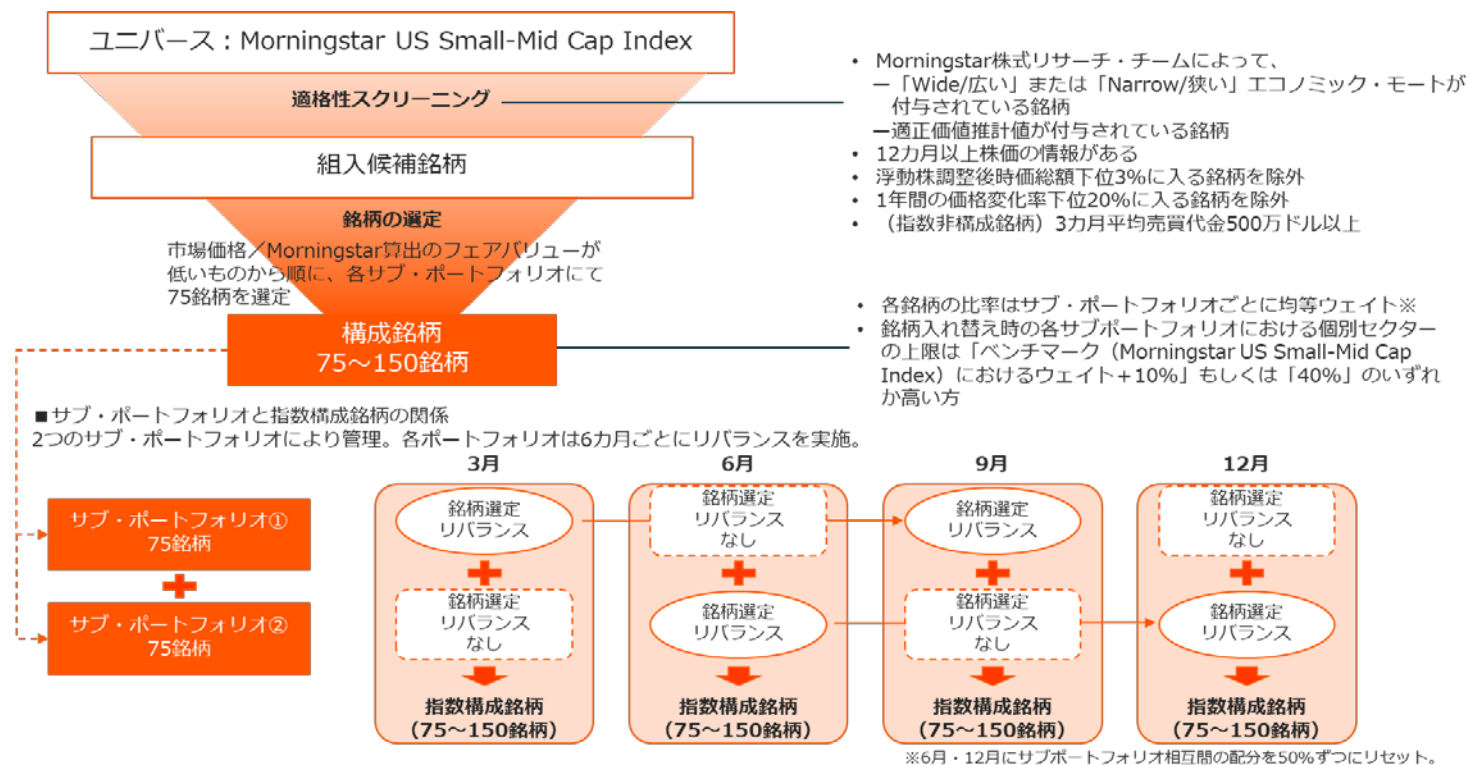 ユニバース：Morningstar US Small-Mid Cap Index
適格性スクリーニング
組入候補銘柄
銘柄の選定
市場価格／Morningstar算出のフェアバリューが
低いものから順に、各サブ・ポートフォリオにて
75銘柄を選定
構成銘柄
75～150銘柄
• Morningstar株式リサーチ・チームによって、
－「Wide/広い」または「Narrow/狭い」エコノミック・モートが
付与されている銘柄
－適正価値推計値が付与されている銘柄
• 12カ月以上株価の情報がある
• 浮動株調整後時価総額下位3%に入る銘柄を除外
• 1年間の価格変化率下位20%に入る銘柄を除外
• （指数非構成銘柄）3カ月平均売買代金500万ドル以上
• 各銘柄の比率はサブ・ポートフォリオごとに均等ウェイト※
• 銘柄入れ替え時の各サブポートフォリオにおける個別セクター
の上限は「ベンチマーク（Morningstar US Small-Mid Cap
Index）におけるウェイト＋10%」もしくは「40%」のいずれ
か高い方
■サブ・ポートフォリオと指数構成銘柄の関係
2つのサブ・ポートフォリオにより管理。各ポートフォリオは6カ月ごとにリバランスを実施。
サブ・ポートフォリオ①
75銘柄
サブ・ポートフォリオ②
75銘柄
3月
銘柄選定
リバランス
銘柄選定
リバランス
なし
指数構成銘柄
（75～150銘柄）
6月
銘柄選定
リバランス
なし
銘柄選定
リバランス
指数構成銘柄
（75～150銘柄）
9月
銘柄選定
リバランス
銘柄選定
リバランス
なし
指数構成銘柄
（75～150銘柄）
12月
銘柄選定
リバランス
なし
銘柄選定
リバランス
指数構成銘柄
（75～150銘柄）
※6月・12月にサブポートフォリオ相互間の配分を50%ずつにリセット。